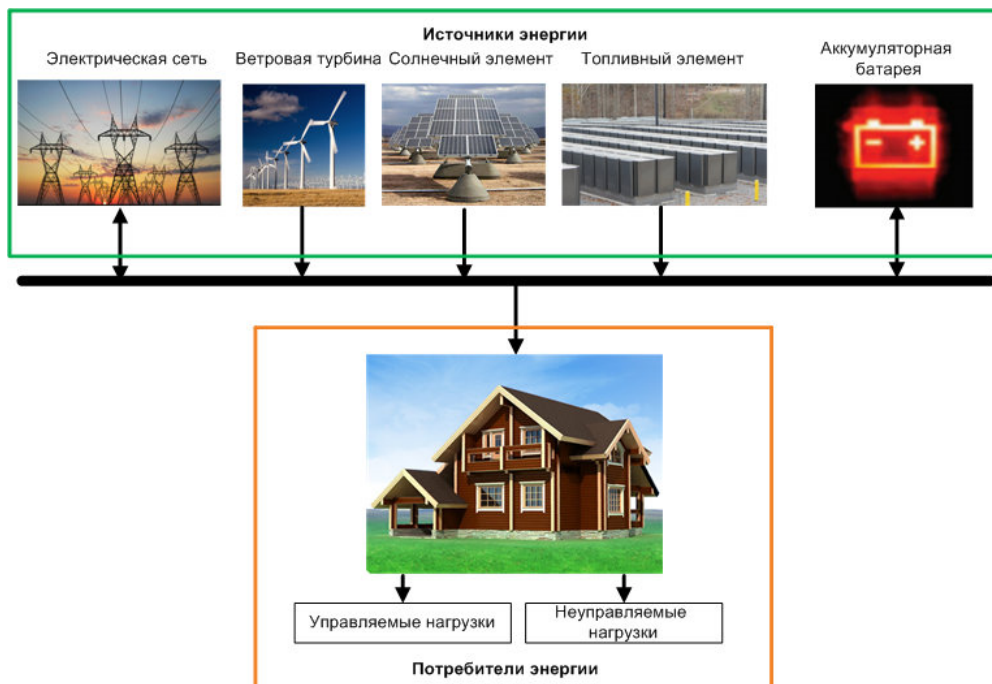 Источники энергии
Электрическая сеть
Ветровая турбина
Солнечный элемент
Топливный элемент
Аккумуляторная
батарея
Управляемые нагрузки
Неуправляемые
нагрузки
Потребители энергии